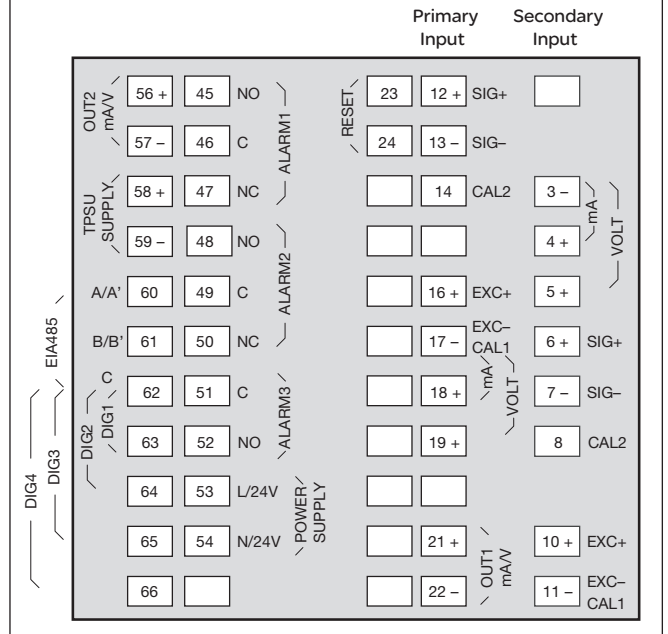 Primary Input
Secondary Input
OUT2 mA/V
56 +
45
NO
57 –
46
C
ALARM1
TPSU SUPPLY
58 +
47
NC
59 –
48
NO
A/A'
60
49
C
ALARM2
EIA485
B/B'
61
50
NC
C
62
51
C
DIG1
DIG2
63
52
NO
ALARM3
DIG3
DIG4
64
53
L/24V
65
54
N/24V
POWER SUPPLY
66
RESET
23
12 +
SIG+
24
13 –
SIG–
14
CAL2
3 –
mA
4 +
VOLT
16 +
EXC+
5 +
17 –
EXC–
CAL1
6 +
SIG+
18 +
mA
VOLT
7 –
SIG–
19 +
8
CAL2
21 +
OUT1 mA/V
10 +
EXC+
22 –
11 –
EXC–
CAL1